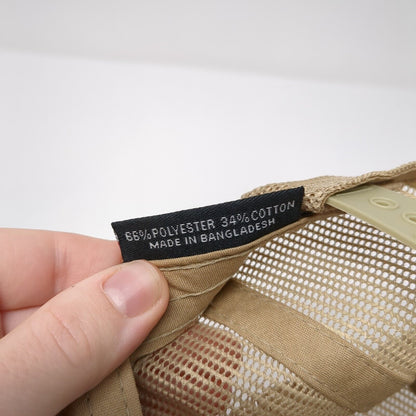 66% POLYESTER 34% COTTON
MADE IN BANGLADESH